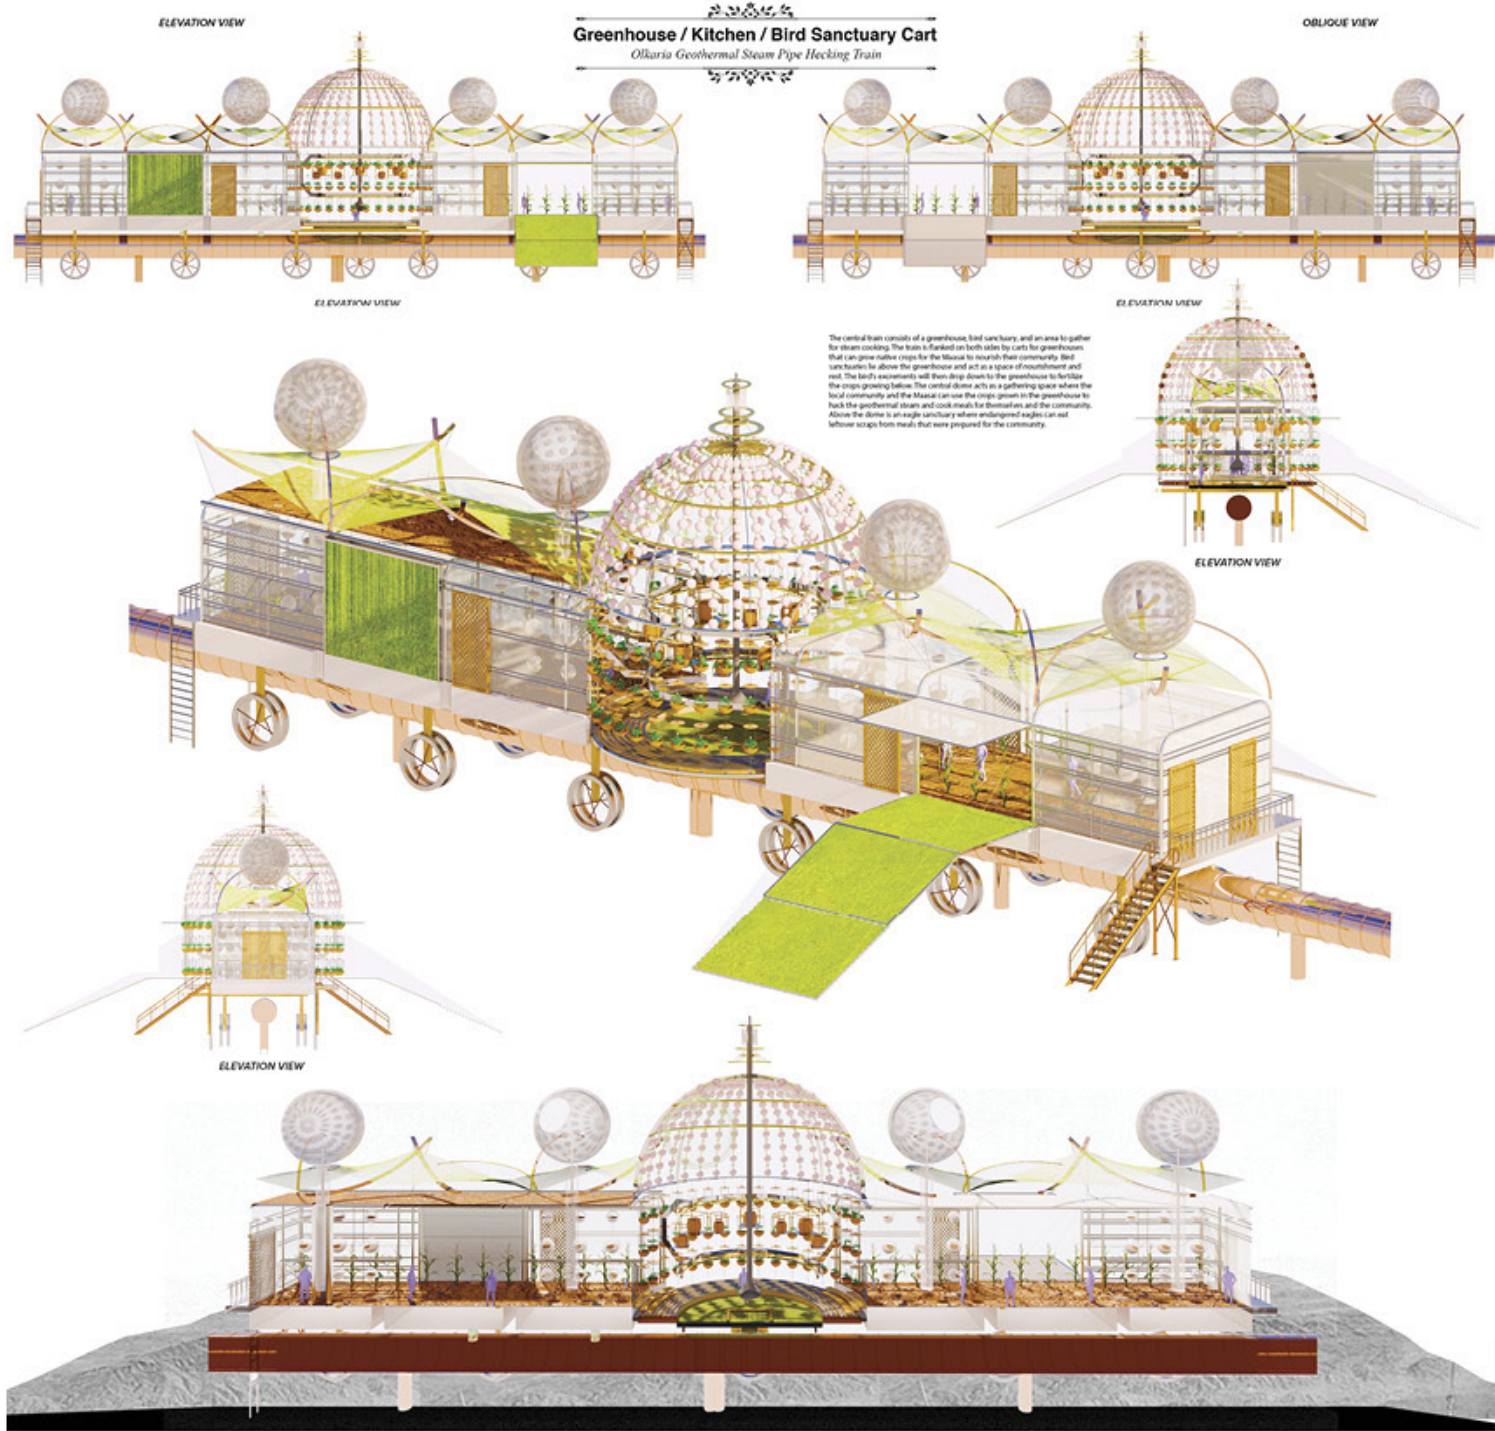 ELEVATION VIEW
Greenhouse / Kitchen / Bird Sanctuary Cart
Olkaria Geothermal Steam Pipe Hecking Train
OBLIQUE VIEW
ELEVATION VIEW
ELEVATION VIEW
The central train consists of a greenhouse, bird sanctuary, and an area to gather
for steam cooking. The train is flanked on both sides by carts for greenhouses
that can grow native crops for the Maasai to nourish their community. Bird
sanctuaries lie above the greenhouse and act as a space of nourishment and
rest. The bird's excrements will then drop down to the greenhouse to fertilize
the crops growing below. The central dome acts as a gathering space where the
local community and the Maasai can use the crops grown in the greenhouse to
hack the geothermal steam and cook meals for themselves and the community.
Above the dome is an eagle sanctuary where endangered eagles can eat
leftover scraps from meals that were prepared for the community.
ELEVATION VIEW
ELEVATION VIEW